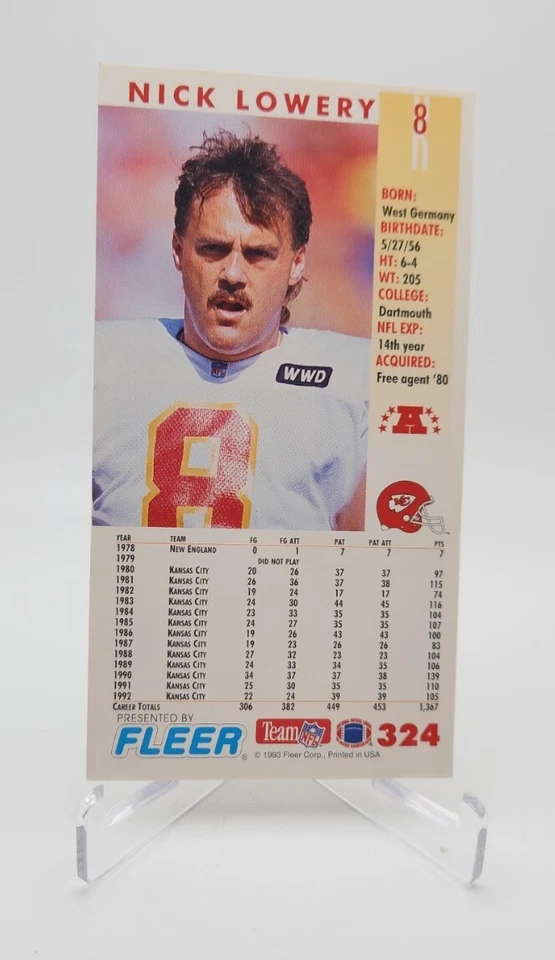 NICK LOWERY
8
n
BORN:
West Germany
BIRTHDATE:
5/27/56
HT: 6-4
WT: 205
COLLEGE:
Dartmouth
NFL EXP:
14th year
ACQUIRED:
Free agent '80
A
KC
NFL
WWD
8
YEAR TEAM FG FG ATT PAT PAT ATT PTS
1978 NEW ENGLAND 0 1 7 7 7
1979 DID NOT PLAY
1980 KANSAS CITY 20 26 37 37 97
1981 KANSAS CITY 26 36 37 38 115
1982 KANSAS CITY 19 24 17 17 74
1983 KANSAS CITY 24 30 44 45 116
1984 KANSAS CITY 23 33 35 35 104
1985 KANSAS CITY 24 27 35 35 107
1986 KANSAS CITY 19 26 43 43 100
1987 KANSAS CITY 19 23 26 26 83
1988 KANSAS CITY 27 32 23 23 104
1989 KANSAS CITY 24 33 34 35 106
1990 KANSAS CITY 34 37 37 38 139
1991 KANSAS CITY 25 30 35 35 110
1992 KANSAS CITY 22 24 39 39 105
CAREER TOTALS 306 382 449 453 1,367
PRESENTED BY
FLEER® Team NFL 324
© 1993 Fleer Corp., Printed in USA